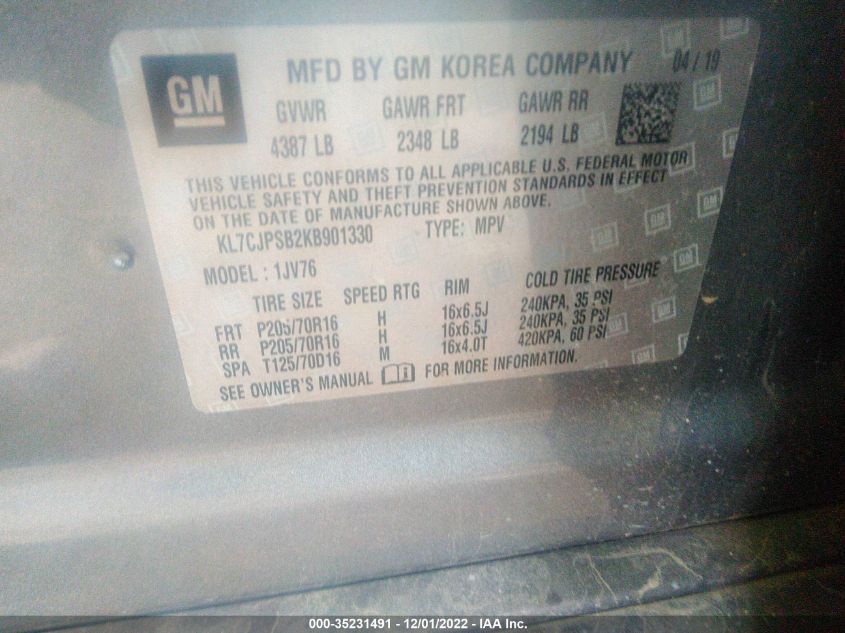 GM
MFD BY GM KOREA COMPANY 04/19
GVWR GAWR FRT GAWR RR
4387 LB 2348 LB 2194 LB
THIS VEHICLE CONFORMS TO ALL APPLICABLE U.S. FEDERAL MOTOR
VEHICLE SAFETY AND THEFT PREVENTION STANDARDS IN EFFECT
ON THE DATE OF MANUFACTURE SHOWN ABOVE.
KL7CJPSB2KB901330 TYPE: MPV
MODEL : 1JV76
TIRE SIZE SPEED RTG RIM COLD TIRE PRESSURE
FRT P205/70R16 H 16x6.5J 240KPA, 35 PSI
RR P205/70R16 H 16x6.5J 240KPA, 35 PSI
SPA T125/70D16 M 16x4.0T 420KPA, 60 PSI
SEE OWNER'S MANUAL FOR MORE INFORMATION.
000-35231491 - 12/01/2022 - IAA Inc.